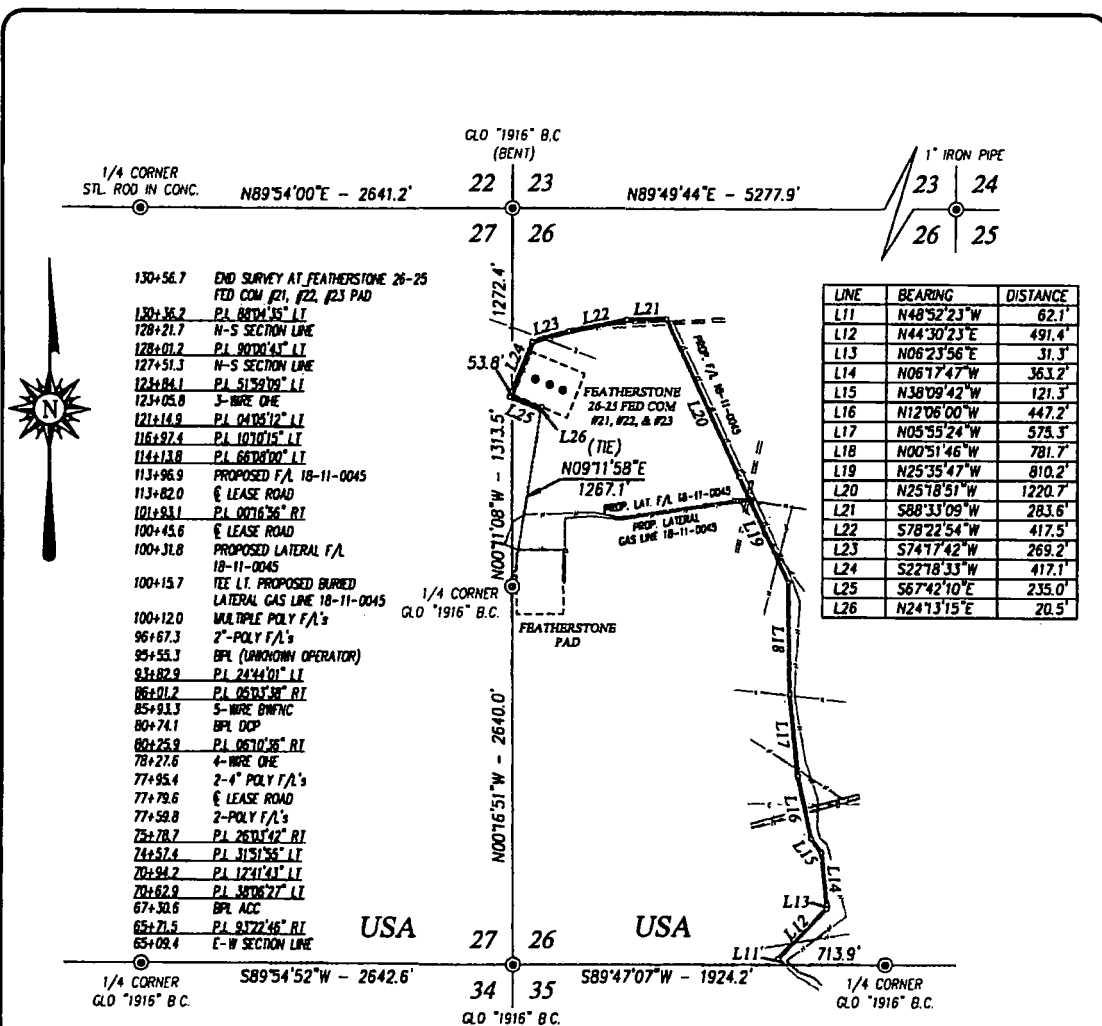 GLO "1916" B.C
(BENT)
1/4 CORNER
STL. ROD IN CONC.
1" IRON PIPE
N89°54'00"E - 2641.2'
22 23
N89°49'44"E - 5277.9'
23 24
27 26
26 25
N
130+56.7 END SURVEY AT FEATHERSTONE 26-25
FED COM #21, #22, #23 PAD
130+36.2 P.I. 88°04'35" LT
128+21.7 N-S SECTION LINE
128+01.2 P.I. 90°00'43" LT
127+51.3 N-S SECTION LINE
123+84.1 P.I. 51°59'09" LT
123+05.8 3-WIRE OHE
121+14.9 P.I. 04°05'12" LT
116+97.4 P.I. 10°10'15" LT
114+13.8 P.I. 66°08'00" LT
113+96.9 PROPOSED F/L 18-11-0045
113+82.0 ℄ LEASE ROAD
101+93.1 P.I. 00°16'56" RT
100+45.6 ℄ LEASE ROAD
100+31.8 PROPOSED LATERAL F/L
18-11-0045
100+15.7 TEE LT. PROPOSED BURIED
LATERAL GAS LINE 18-11-0045
100+12.0 MULTIPLE POLY F/L's
96+67.3 2"-POLY F/L's
95+55.3 BPL (UNKNOWN OPERATOR)
93+82.9 P.I. 24°44'01" LT
86+01.2 P.I. 05°03'38" RT
85+93.3 5-WIRE BWFNC
80+74.1 BPL DCP
80+25.9 P.I. 06°10'36" RT
78+27.6 4-WIRE OHE
77+95.4 2-4" POLY F/L's
77+79.6 ℄ LEASE ROAD
77+59.8 2-POLY F/L's
75+78.7 P.I. 26°03'42" RT
74+57.4 P.I. 31°51'55" LT
70+94.2 P.I. 12°41'43" LT
70+62.9 P.I. 38°06'27" LT
67+30.6 BPL ACC
65+71.5 P.I. 93°22'46" RT
65+09.4 E-W SECTION LINE
1272.4'
L23
L22
L21
L24
53.8'
L25
FEATHERSTONE
26-25 FED COM
#21, #22, & #23
L26
(TIE)
N09°11'58"E
1267.1'
N00°11'08"W - 1313.5'
PROP. F/L 18-11-0045
L20
PROP. LAT. F/L 18-11-0045
PROP. LATERAL
GAS LINE 18-11-0045
L19
1/4 CORNER
GLO "1916" B.C.
FEATHERSTONE
PAD
L18
N00°16'51"W - 2640.0'
L17
L16
L15
L14
L13
L12
L11
713.9'
LINE BEARING DISTANCE
L11 N48°52'23"W 62.1'
L12 N44°30'23"E 491.4'
L13 N06°23'56"E 31.3'
L14 N06°17'47"W 363.2'
L15 N38°09'42"W 121.3'
L16 N12°06'00"W 447.2'
L17 N05°55'24"W 575.3'
L18 N00°51'46"W 781.7'
L19 N25°35'47"W 810.2'
L20 N25°18'51"W 1220.7'
L21 S88°33'09"W 283.6'
L22 S78°22'54"W 417.5'
L23 S74°17'42"W 269.2'
L24 S22°18'33"W 417.1'
L25 S67°42'10"E 235.0'
L26 N24°13'15"E 20.5'
USA
27 26
USA
1/4 CORNER
GLO "1916" B.C.
S89°54'52"W - 2642.6'
34 35
GLO "1916" B.C.
S89°47'07"W - 1924.2'
1/4 CORNER
GLO "1916" B.C.